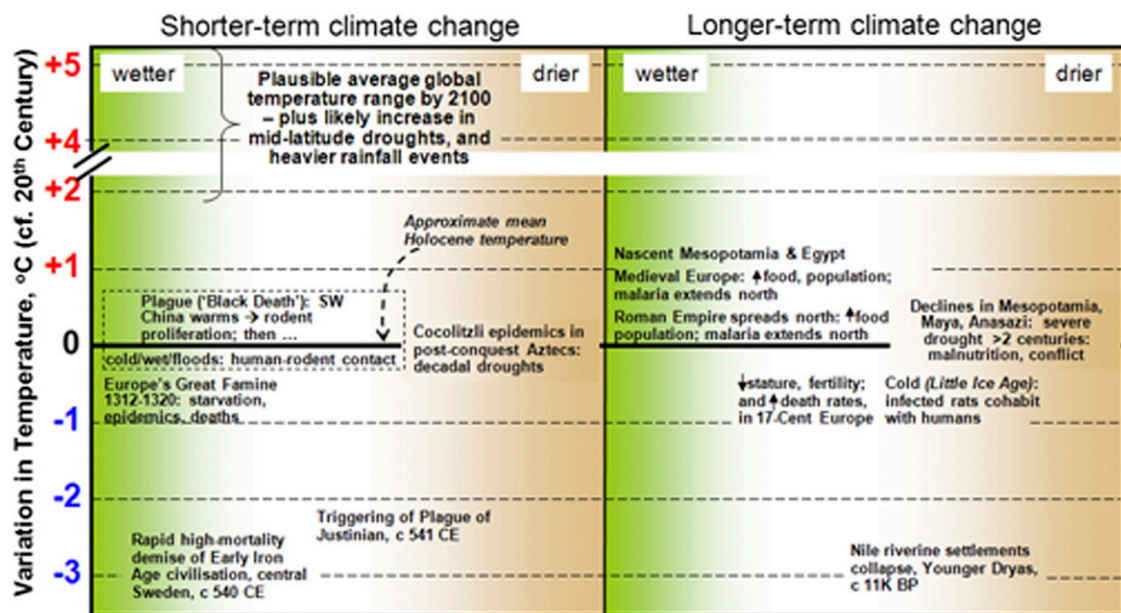 Shorter-term climate change
Longer-term climate change
Variation in Temperature, °C (cf. 20th Century)
+5
+4
+2
+1
0
-1
-2
-3
wetter
drier
Plausible average global
temperature range by 2100
– plus likely increase in
mid-latitude droughts, and
heavier rainfall events
Approximate mean
Holocene temperature
Plague ('Black Death'): SW
China warms → rodent
proliferation; then ...
cold/wet/floods: human-rodent contact
Cocolitzli epidemics in
post-conquest Aztecs:
decadal droughts
Europe's Great Famine
1312-1320: starvation,
epidemics, deaths
Triggering of Plague of
Justinian, c 541 CE
Rapid high-mortality
demise of Early Iron
Age civilisation, central
Sweden, c 540 CE
wetter
drier
Nascent Mesopotamia & Egypt
Medieval Europe: ↑food, population;
malaria extends north
Roman Empire spreads north: ↑food
population; malaria extends north
Declines in Mesopotamia,
Maya, Anasazi: severe
drought >2 centuries:
malnutrition, conflict
↓stature, fertility;
and ↑death rates,
in 17-Cent Europe
Cold (Little Ice Age):
infected rats cohabit
with humans
Nile riverine settlements
collapse, Younger Dryas,
c 11K BP